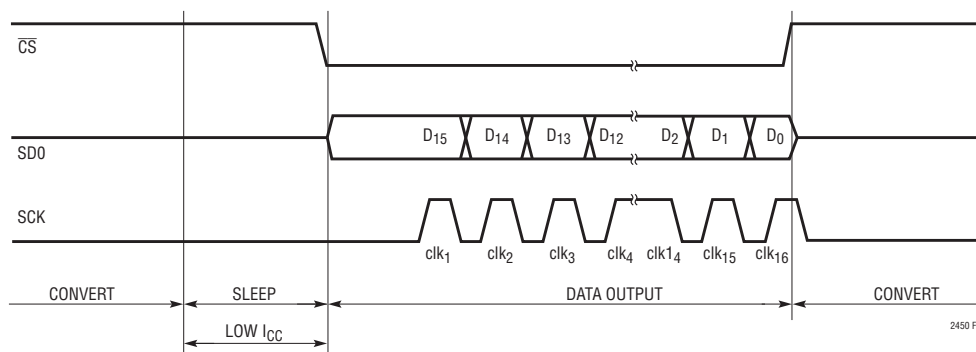 CS
D15 D14 D13 D12 D2 D1 D0
SD0
SCK
clk1 clk2 clk3 clk4 clk14 clk15 clk16
CONVERT SLEEP DATA OUTPUT CONVERT
LOW ICC
2450 F